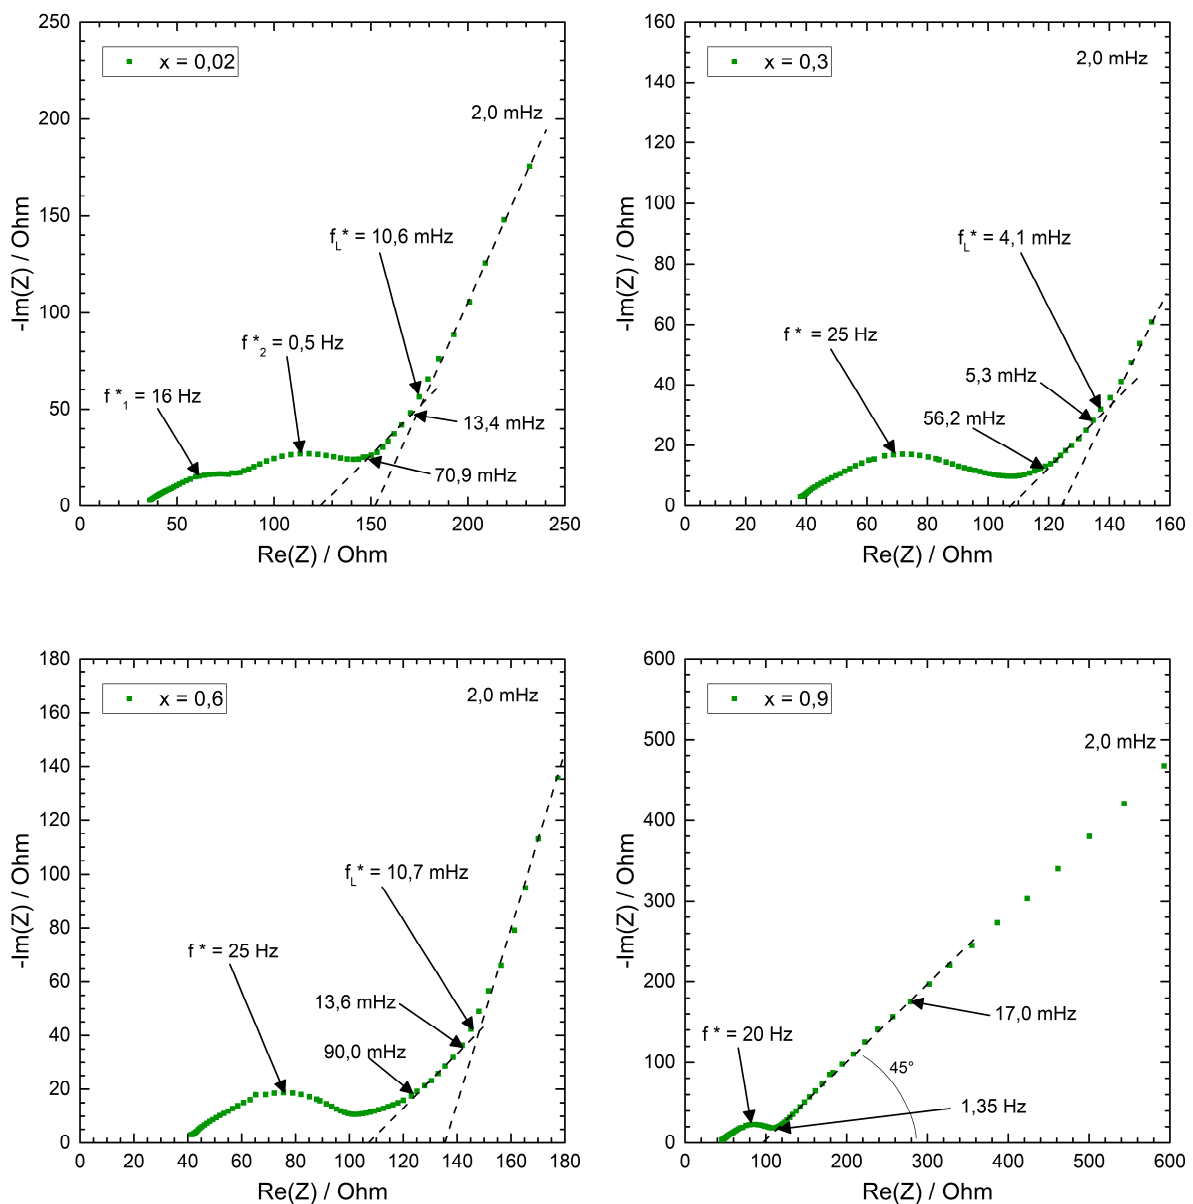 x = 0,02
2,0 mHz
f_L* = 10,6 mHz
f*_2 = 0,5 Hz
f*_1 = 16 Hz
13,4 mHz
70,9 mHz
250
200
150
100
50
0
0 50 100 150 200 250
-Im(Z) / Ohm
Re(Z) / Ohm
x = 0,3
2,0 mHz
f_L* = 4,1 mHz
f* = 25 Hz
5,3 mHz
56,2 mHz
160
140
120
100
80
60
40
20
0
0 20 40 60 80 100 120 140 160
-Im(Z) / Ohm
Re(Z) / Ohm
x = 0,6
2,0 mHz
f_L* = 10,7 mHz
f* = 25 Hz
13,6 mHz
90,0 mHz
180
160
140
120
100
80
60
40
20
0
0 20 40 60 80 100 120 140 160 180
-Im(Z) / Ohm
Re(Z) / Ohm
x = 0,9
2,0 mHz
17,0 mHz
f* = 20 Hz
45°
1,35 Hz
600
500
400
300
200
100
0
0 100 200 300 400 500 600
-Im(Z) / Ohm
Re(Z) / Ohm